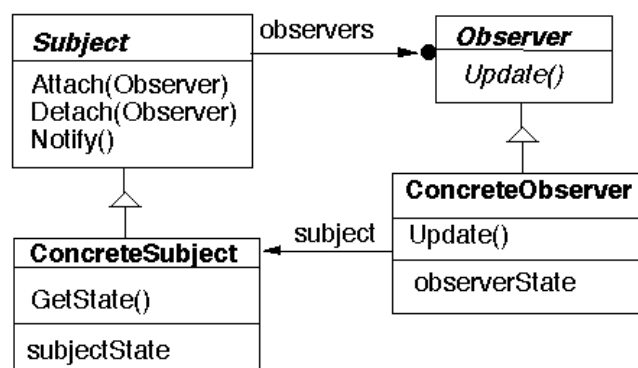 Subject
observers
Observer
Attach(Observer)
Detach(Observer)
Notify()
Update()
ConcreteObserver
subject
Update()
observerState
ConcreteSubject
GetState()
subjectState